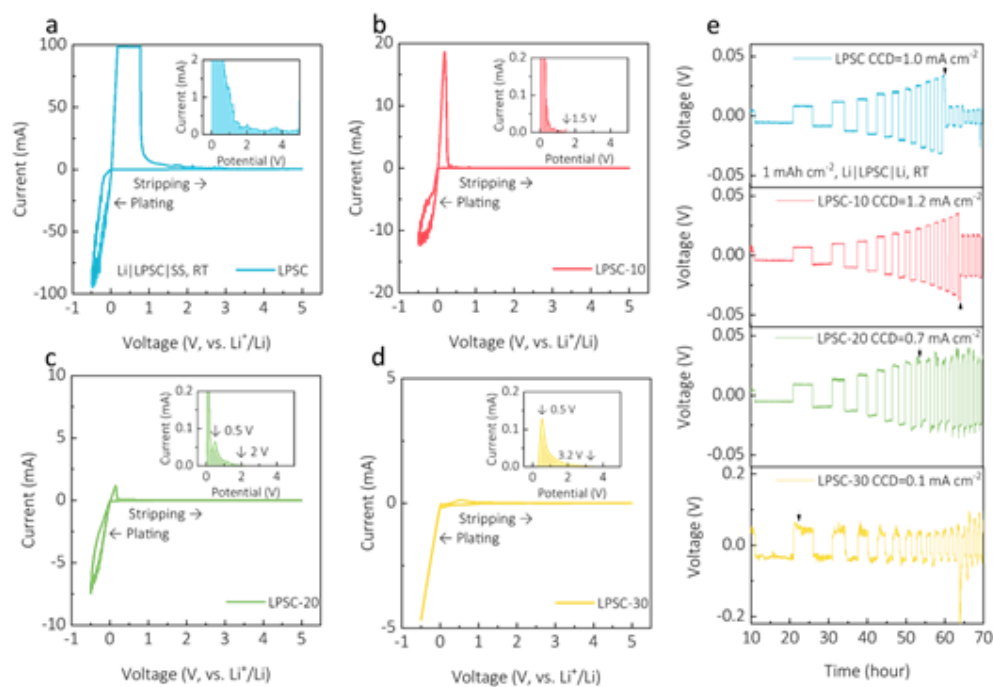 a
100
50
0
-50
-100
Current (mA)
-1 0 1 2 3 4 5
Voltage (V, vs. Li⁺/Li)
Stripping →
← Plating
Li|LPSC|SS, RT
LPSC
2
1
0
Current (mA)
0 2 4
Potential (V)
b
20
10
0
-10
-20
Current (mA)
-1 0 1 2 3 4 5
Voltage (V, vs. Li⁺/Li)
Stripping →
← Plating
LPSC-10
0.2
0.1
0.0
Current (mA)
↓1.5 V
0 2 4
Potential (V)
c
10
5
0
-5
-10
Current (mA)
-1 0 1 2 3 4 5
Voltage (V, vs. Li⁺/Li)
Stripping →
← Plating
LPSC-20
0.2
0.1
0.0
Current (mA)
↓ 0.5 V
↓ 2 V
0 2 4
Potential (V)
d
5
0
-5
Current (mA)
-1 0 1 2 3 4 5
Voltage (V, vs. Li⁺/Li)
Stripping →
← Plating
LPSC-30
0.2
0.1
0.0
Current (mA)
↓ 0.5 V
3.2 V ↓
0 2 4
Potential (V)
e
0.05
0.00
-0.05
Voltage (V)
LPSC CCD=1.0 mA cm⁻²
1 mAh cm⁻², Li|LPSC|Li, RT
0.05
0.00
-0.05
Voltage (V)
LPSC-10 CCD=1.2 mA cm⁻²
0.05
0.00
-0.05
Voltage (V)
LPSC-20 CCD=0.7 mA cm⁻²
0.2
0.0
-0.2
Voltage (V)
LPSC-30 CCD=0.1 mA cm⁻²
10 20 30 40 50 60 70
Time (hour)